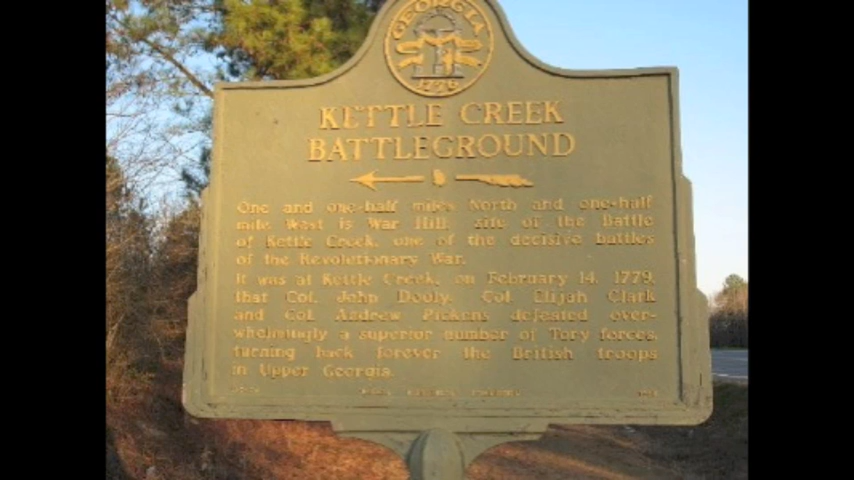 GEORGIA
1776
KETTLE CREEK
BATTLEGROUND
One and one-half miles North and one-half
mile West is War Hill, site of the Battle
of Kettle Creek, one of the decisive battles
of the Revolutionary War.
It was at Kettle Creek, on February 14, 1779,
that Col. John Dooly, Col. Elijah Clark
and Col. Andrew Pickens defeated over-
whelmingly a superior number of Tory forces,
turning back forever the British troops
in Upper Georgia.